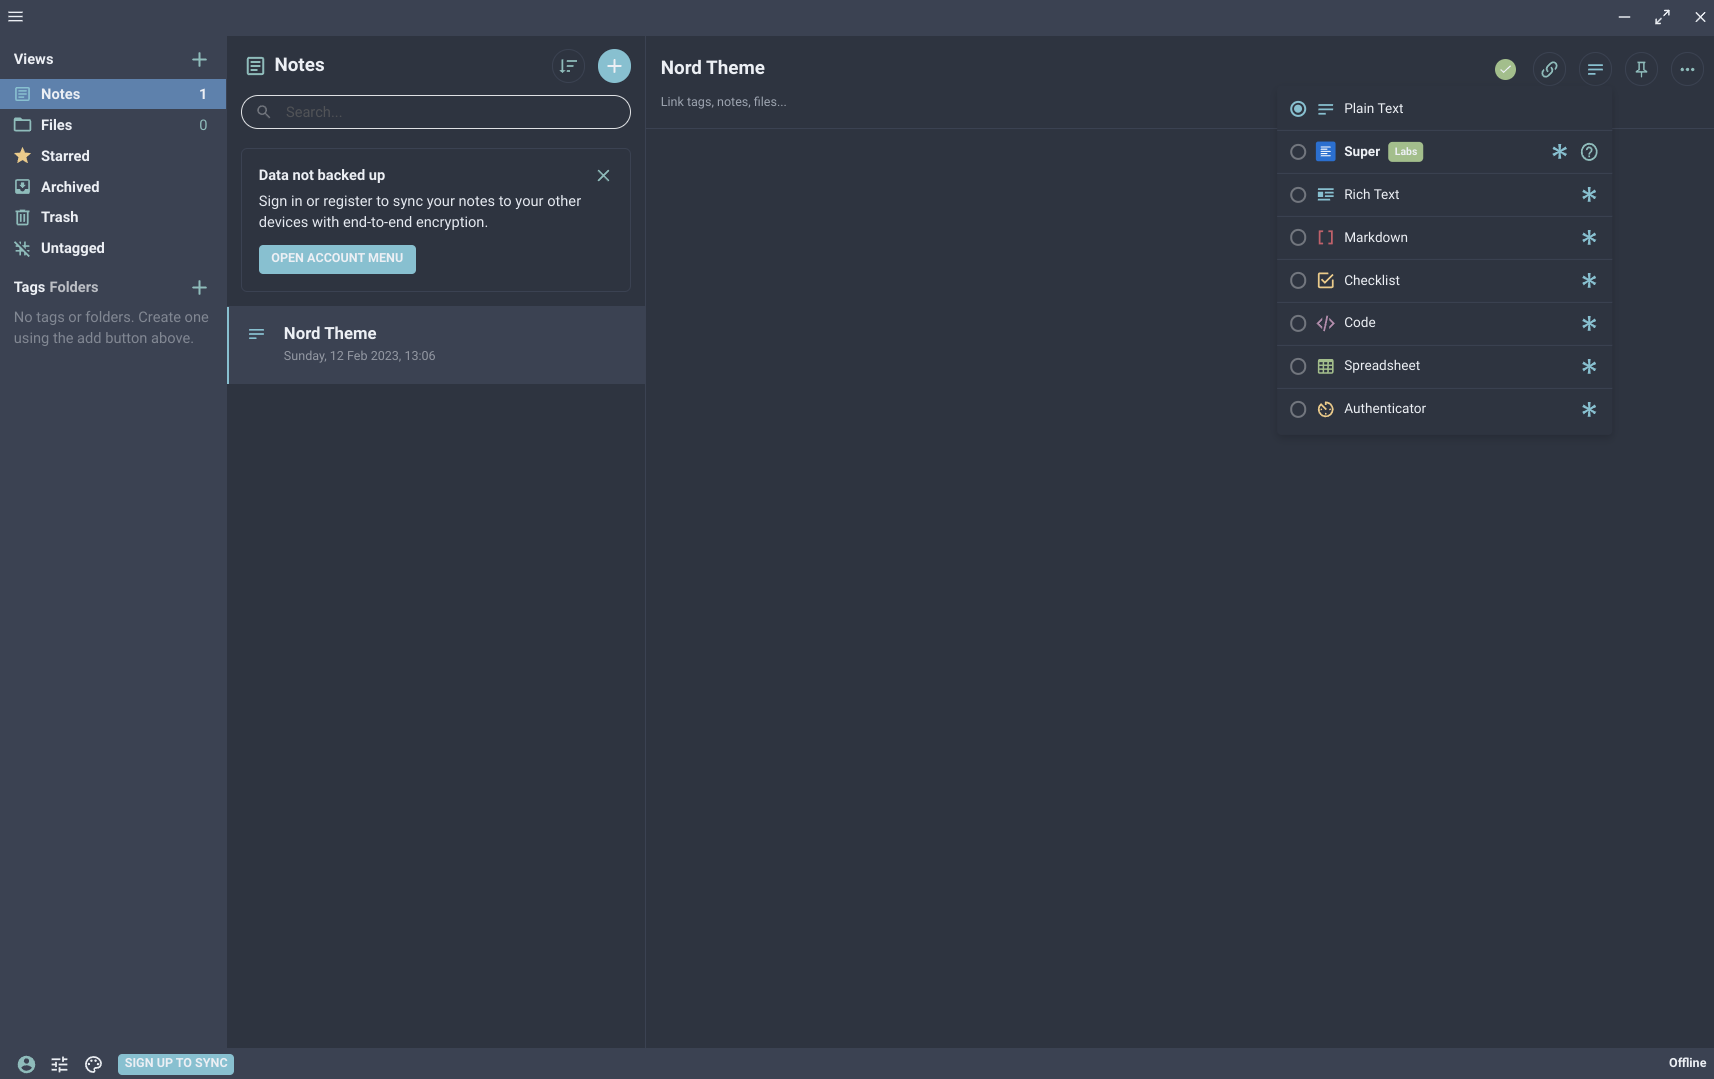 Views
Notes 1
Files 0
Starred
Archived
Trash
Untagged
Tags Folders
No tags or folders. Create one
using the add button above.
Notes
Search...
Data not backed up
Sign in or register to sync your notes to your other
devices with end-to-end encryption.
OPEN ACCOUNT MENU
Nord Theme
Sunday, 12 Feb 2023, 13:06
Nord Theme
Link tags, notes, files...
Plain Text
Super Labs
Rich Text
Markdown
Checklist
Code
Spreadsheet
Authenticator
SIGN UP TO SYNC
Offline